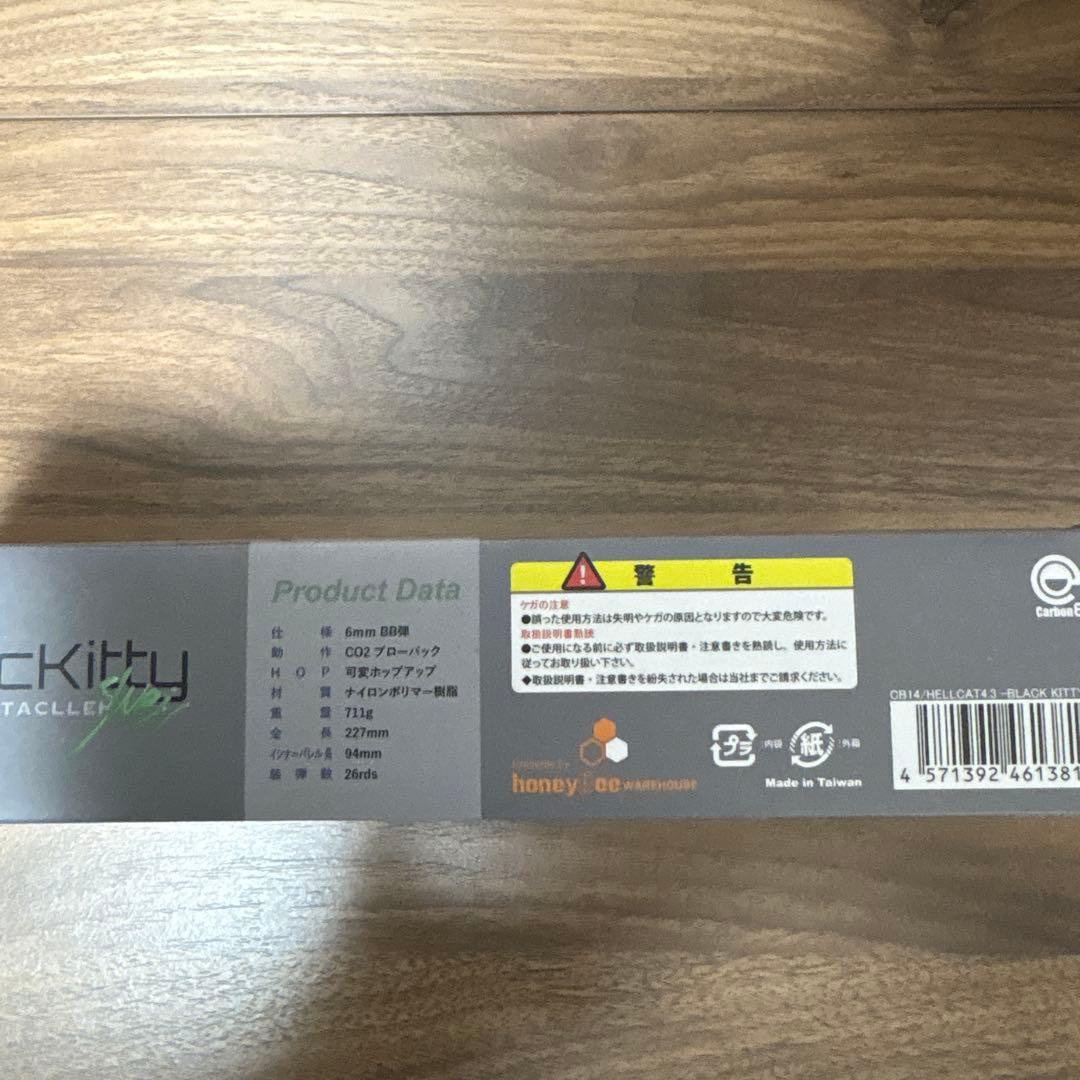 cKitty
TACLLEH
Product Data
仕様 6mm BB弾
動作 CO2 ブローバック
HOP 可変ホップアップ
材質 ナイロンポリマー樹脂
重量 711g
全長 227mm
インナーバレル長 94mm
装弾数 26rds
警告
ケガの注意
●誤った使用方法は失明やケガの原因となりますので大変危険です。
取扱説明書熟読
●ご使用になる前に必ず取扱説明書・注意書きを熟読し、使用方法に
従ってお取り扱い下さい。
◆取扱説明書・注意書きを紛失された場合は当社までご請求ください。
honeyBee WAREHOUSE
プラ :内袋 紙 :外箱
Made in Taiwan
Carbon
CB14/HELLCAT4.3 -BLACK KITTY
4 571392 461381